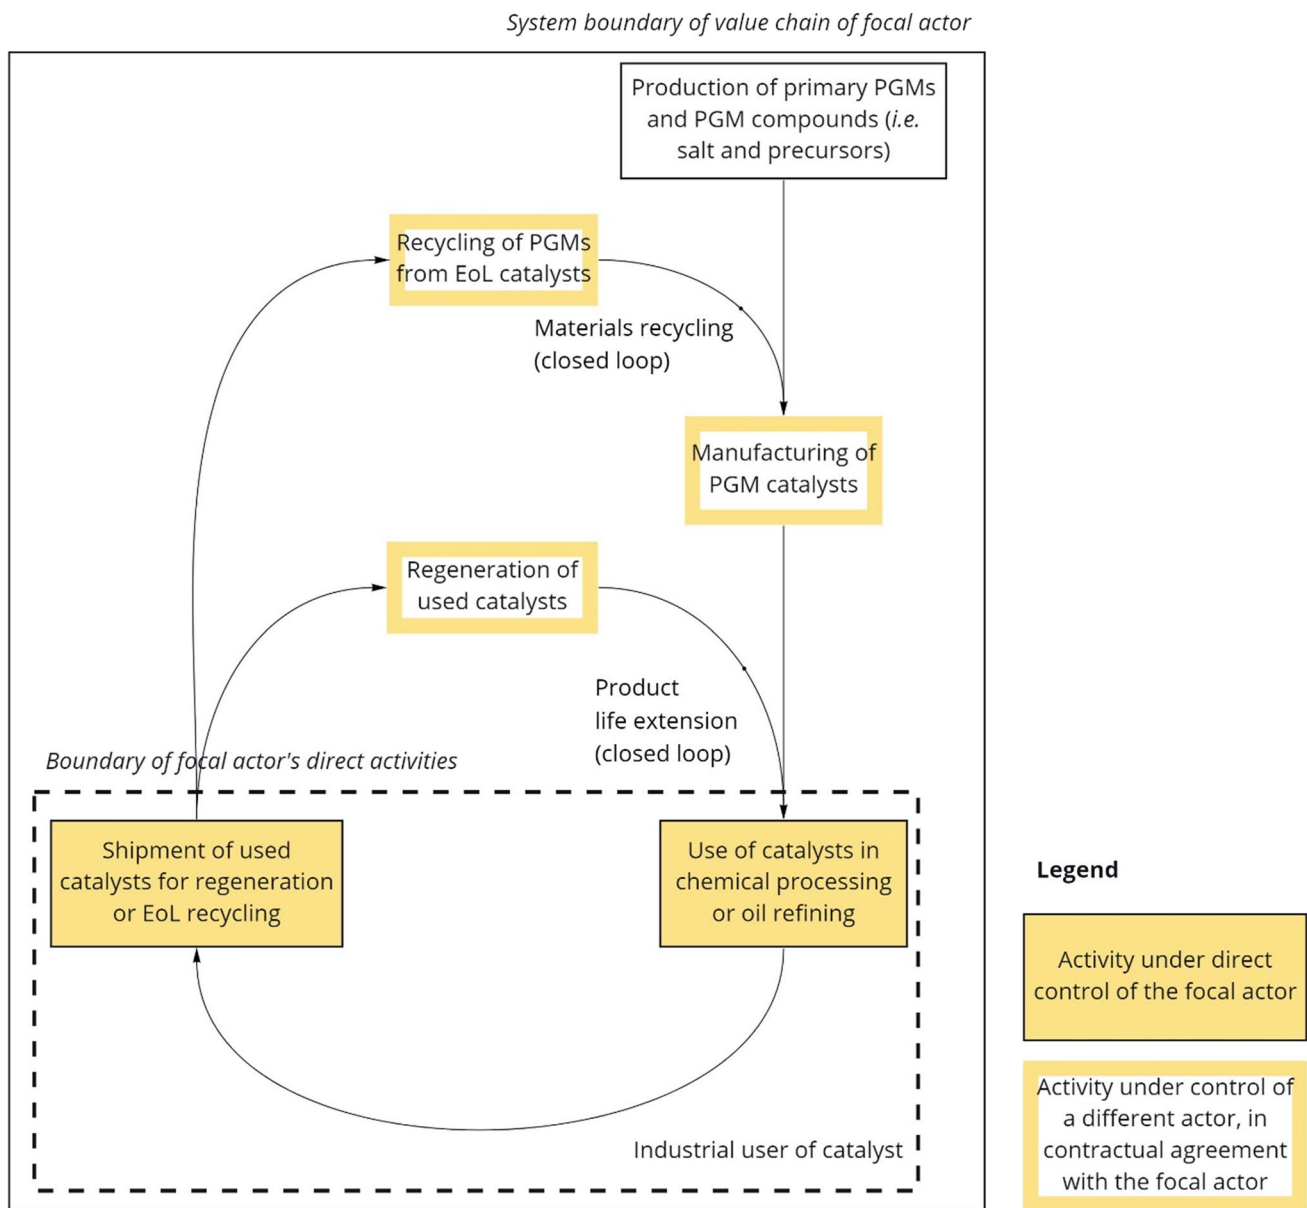 System boundary of value chain of focal actor
Production of primary PGMs
and PGM compounds (i.e.
salt and precursors)
Recycling of PGMs
from EoL catalysts
Materials recycling
(closed loop)
Manufacturing of
PGM catalysts
Regeneration of
used catalysts
Product
life extension
(closed loop)
Boundary of focal actor's direct activities
Shipment of used
catalysts for regeneration
or EoL recycling
Use of catalysts in
chemical processing
or oil refining
Industrial user of catalyst
Legend
Activity under direct
control of the focal actor
Activity under control of
a different actor, in
contractual agreement
with the focal actor